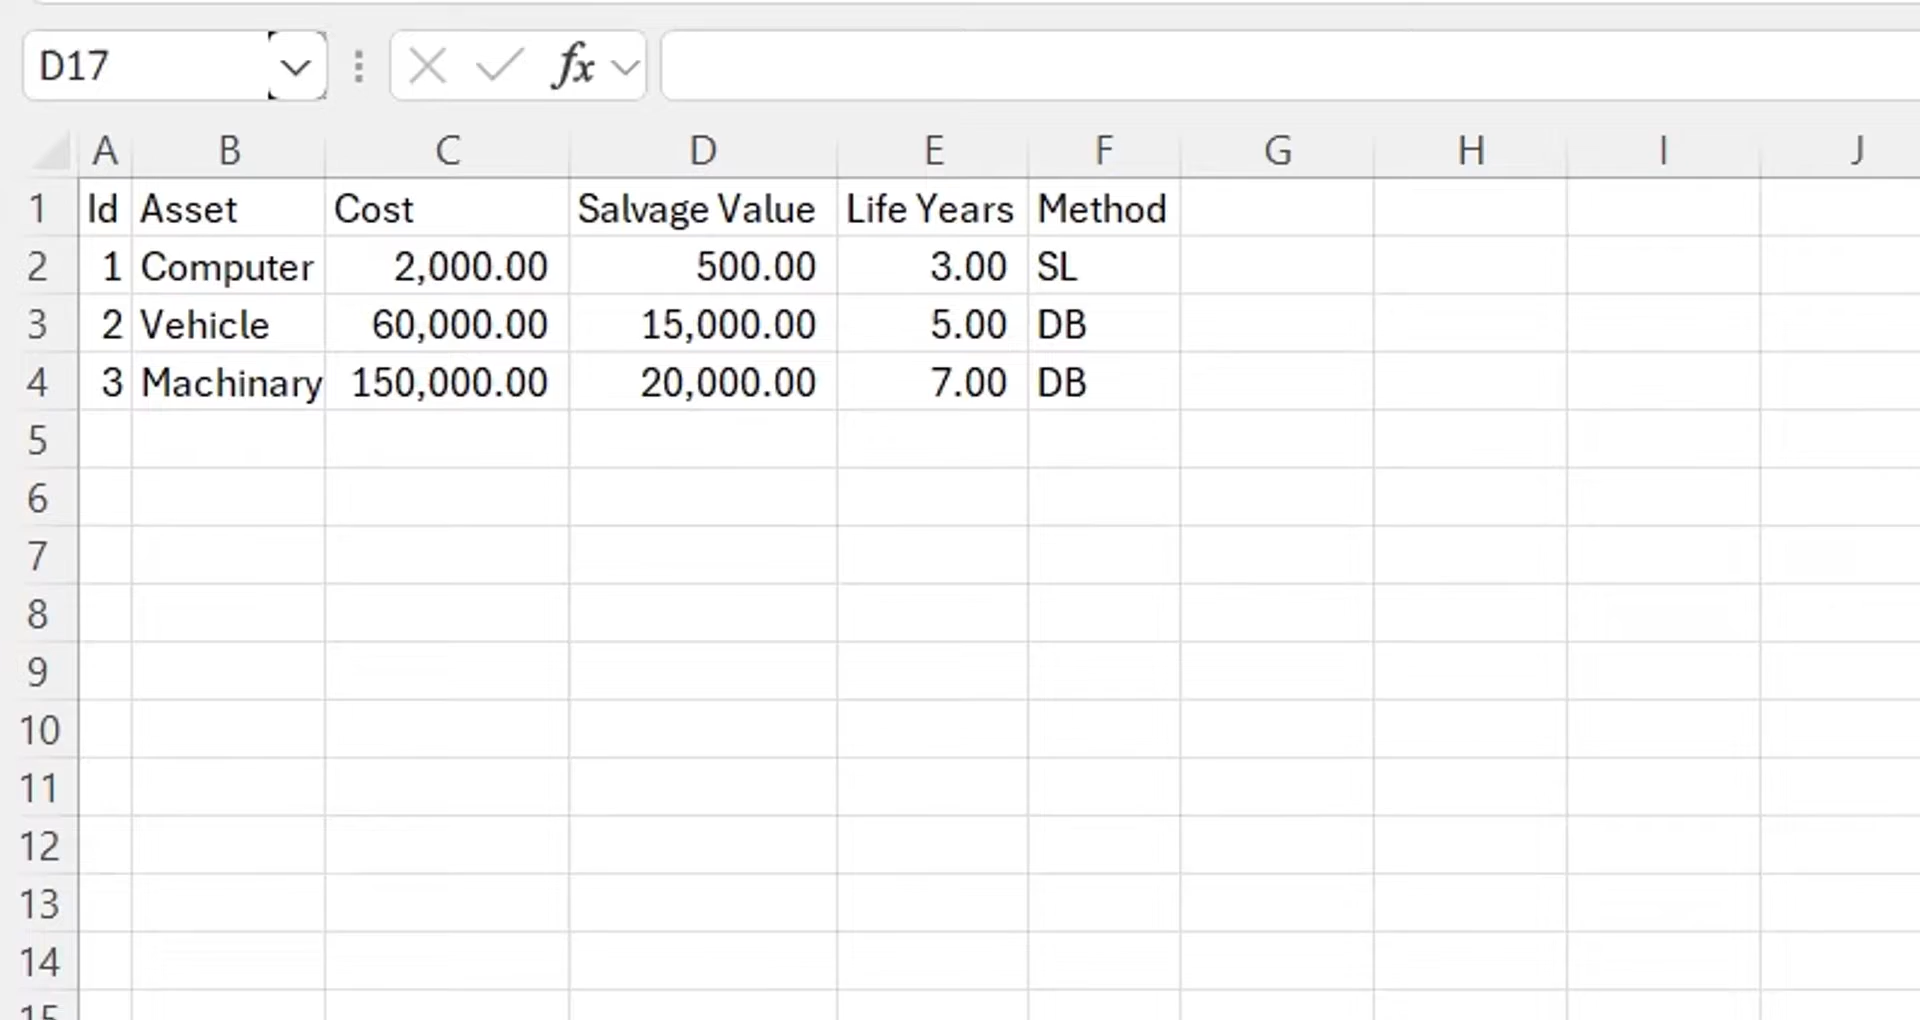 D17 fx
A B C D E F G H I J
1 Id Asset Cost Salvage Value Life Years Method
2 1 Computer 2,000.00 500.00 3.00 SL
3 2 Vehicle 60,000.00 15,000.00 5.00 DB
4 3 Machinary 150,000.00 20,000.00 7.00 DB
5
6
7
8
9
10
11
12
13
14
15